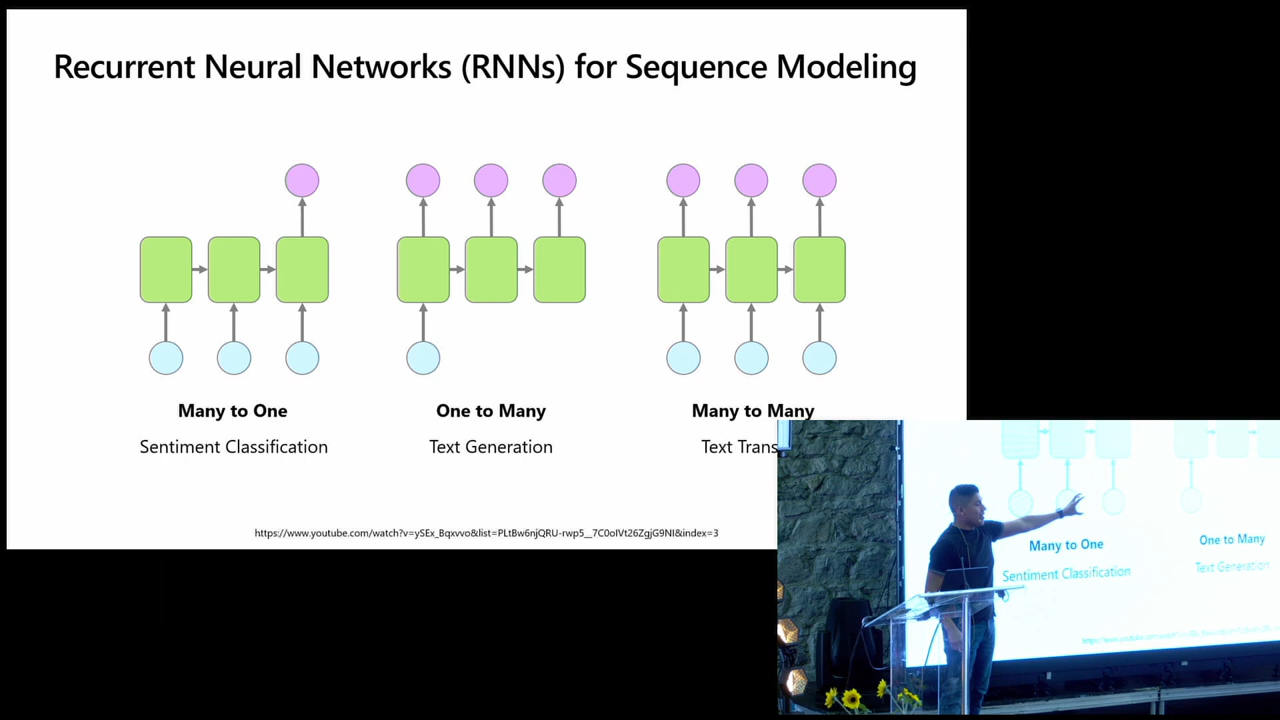 Recurrent Neural Networks (RNNs) for Sequence Modeling
Many to One
Sentiment Classification
One to Many
Text Generation
Many to Many
Text Trans
https://www.youtube.com/watch?v=ySEx_Bqxvvo&list=PLtBw6njQRU-rwp5__7C0oIVt26ZgjG9NI&index=3
Many to One
Sentiment Classification
One to Many
Text Generation